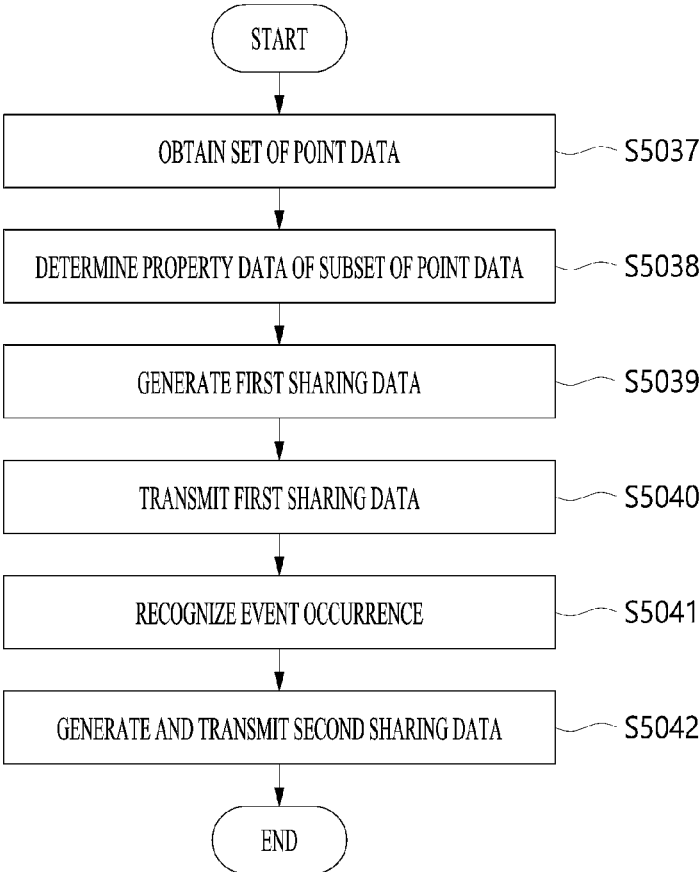 START
OBTAIN SET OF POINT DATA
S5037
DETERMINE PROPERTY DATA OF SUBSET OF POINT DATA
S5038
GENERATE FIRST SHARING DATA
S5039
TRANSMIT FIRST SHARING DATA
S5040
RECOGNIZE EVENT OCCURRENCE
S5041
GENERATE AND TRANSMIT SECOND SHARING DATA
S5042
END